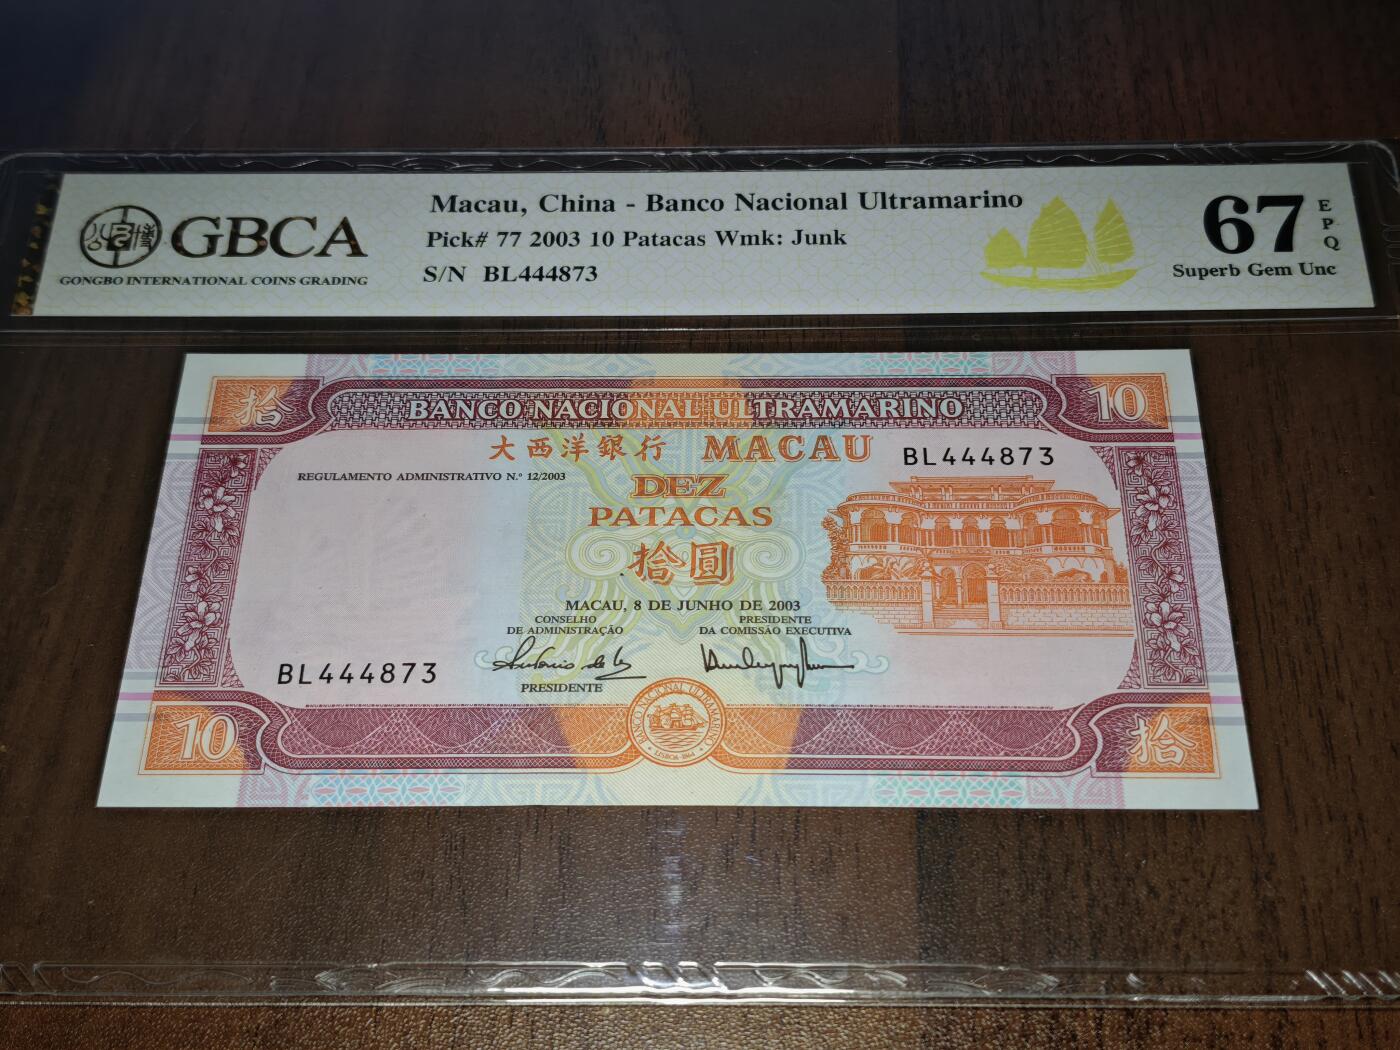 GBCA
GONGBO INTERNATIONAL COINS GRADING
Macau, China - Banco Nacional Ultramarino
Pick# 77 2003 10 Patacas Wmk: Junk
S/N BL444873
67
EPQ
Superb Gem Unc
拾
BANCO NACIONAL ULTRAMARINO
10
大西洋銀行 MACAU
BL444873
REGULAMENTO ADMINISTRATIVO N.º 12/2003
DEZ
PATACAS
拾圓
MACAU, 8 DE JUNHO DE 2003
CONSELHO
DE ADMINISTRAÇÃO
PRESIDENTE
DA COMISSÃO EXECUTIVA
BL444873
PRESIDENTE
10
BANCO NACIONAL ULTRAMARINO
LISBOA-1864
拾